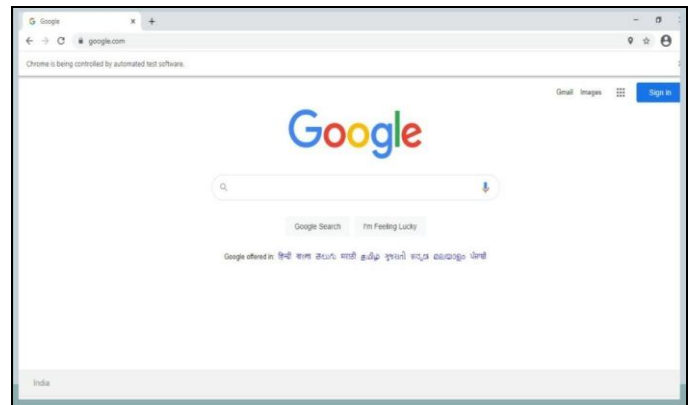 Google
google.com
Chrome is being controlled by automated test software.
Gmail Images Sign in
Google
Google Search I'm Feeling Lucky
Google offered in: हिन्दी বাংলা తెలుగు मराठी தமிழ் ગુજરાતી ಕನ್ನಡ മലയാളം ਪੰਜਾਬੀ
India